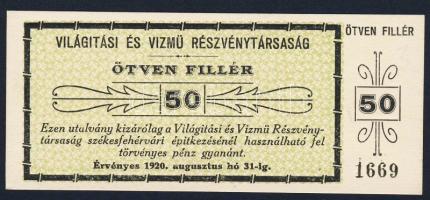 VILÁGITÁSI ÉS VIZMÜ RÉSZVÉNYTÁRSASÁG
ÖTVEN FILLÉR
50
Ezen utalvány kizárólag a Világitási és Vizmü Részvény-
társaság székesfehérvári épitkezésénél használható fel
törvényes pénz gyanánt.
Érvényes 1920. augusztus hó 31-ig.
ÖTVEN FILLÉR
50
1669